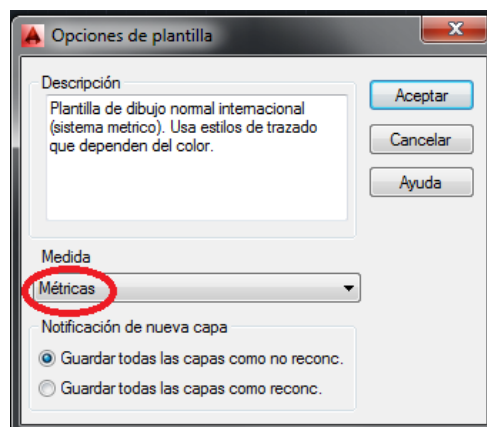 Opciones de plantilla
Descripción
Plantilla de dibujo normal internacional
(sistema metrico). Usa estilos de trazado
que dependen del color.
Aceptar
Cancelar
Ayuda
Medida
Métricas
Notificación de nueva capa
Guardar todas las capas como no reconc.
Guardar todas las capas como reconc.